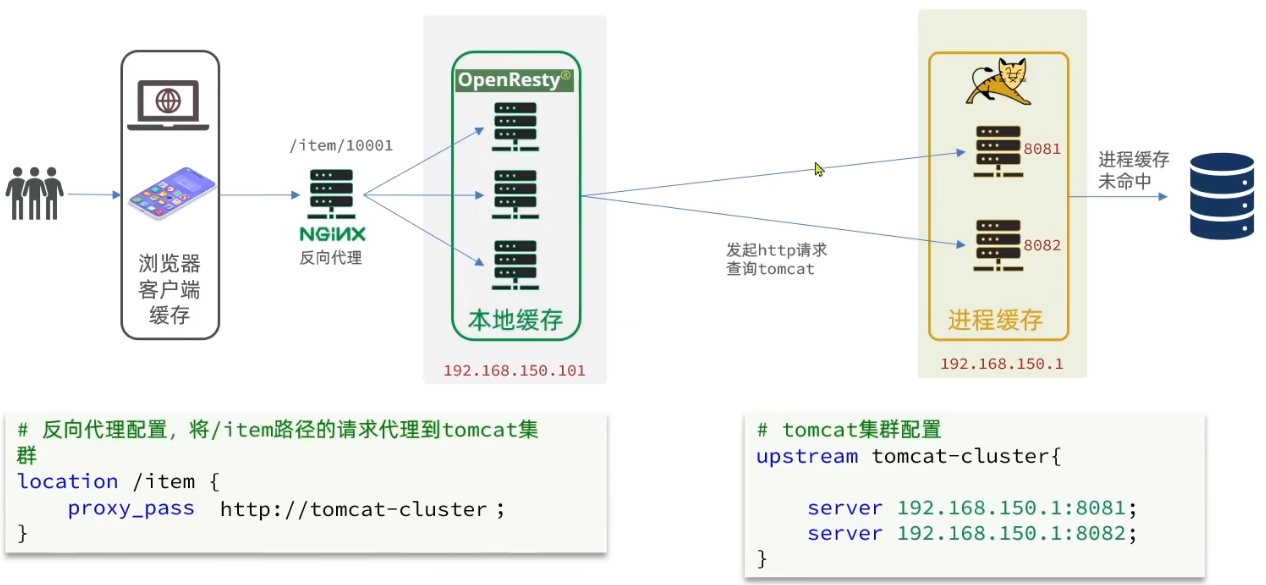 OpenResty®
/item/10001
8081
进程缓存
未命中
NGINX
反向代理
8082
发起http请求
查询tomcat
浏览器
客户端
缓存
本地缓存
进程缓存
192.168.150.101
192.168.150.1
# 反向代理配置，将/item路径的请求代理到tomcat集
群
location /item {
proxy_pass http://tomcat-cluster ;
}
# tomcat集群配置
upstream tomcat-cluster{
server 192.168.150.1:8081;
server 192.168.150.1:8082;
}